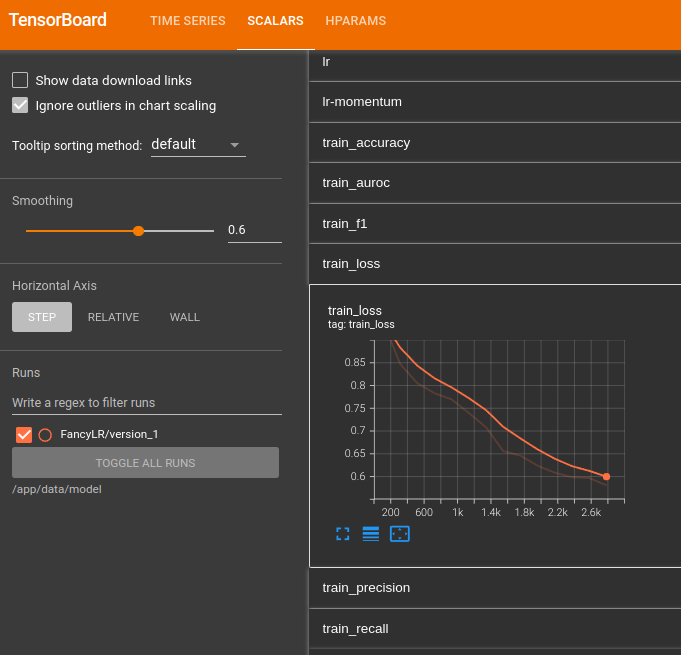 TensorBoard
TIME SERIES
SCALARS
HPARAMS
Show data download links
Ignore outliers in chart scaling
Tooltip sorting method: default
Smoothing
0.6
Horizontal Axis
STEP
RELATIVE
WALL
Runs
Write a regex to filter runs
FancyLR/version_1
TOGGLE ALL RUNS
/app/data/model
lr
lr-momentum
train_accuracy
train_auroc
train_f1
train_loss
train_loss
tag: train_loss
0.85
0.8
0.75
0.7
0.65
0.6
200 600 1k 1.4k 1.8k 2.2k 2.6k
train_precision
train_recall